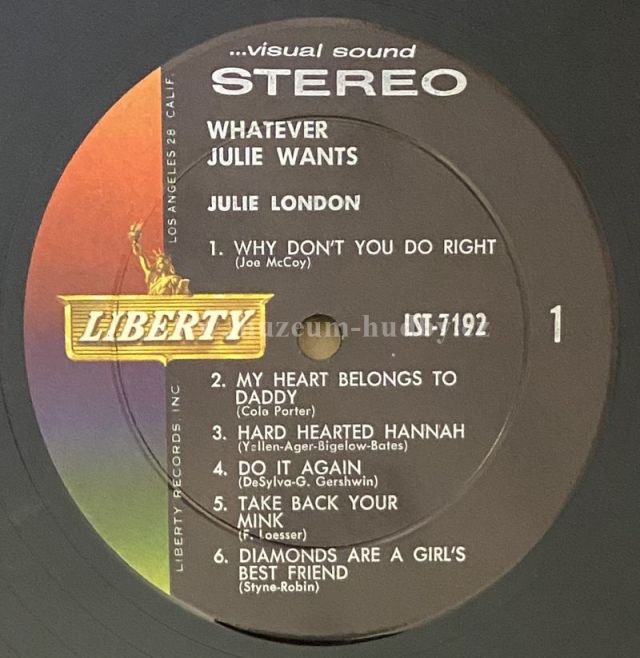 ...visual sound
STEREO
WHATEVER
JULIE WANTS
JULIE LONDON
1. WHY DON'T YOU DO RIGHT
(Joe McCoy)
LIBERTY
LST-7192
1
2. MY HEART BELONGS TO
DADDY
(Cole Porter)
3. HARD HEARTED HANNAH
(Yellen-Ager-Bigelow-Bates)
4. DO IT AGAIN
(DeSylva-G. Gershwin)
5. TAKE BACK YOUR
MINK
(F. Loesser)
6. DIAMONDS ARE A GIRL'S
BEST FRIEND
(Styne-Robin)
LIBERTY RECORDS, INC.
LOS ANGELES 28, CALIF.